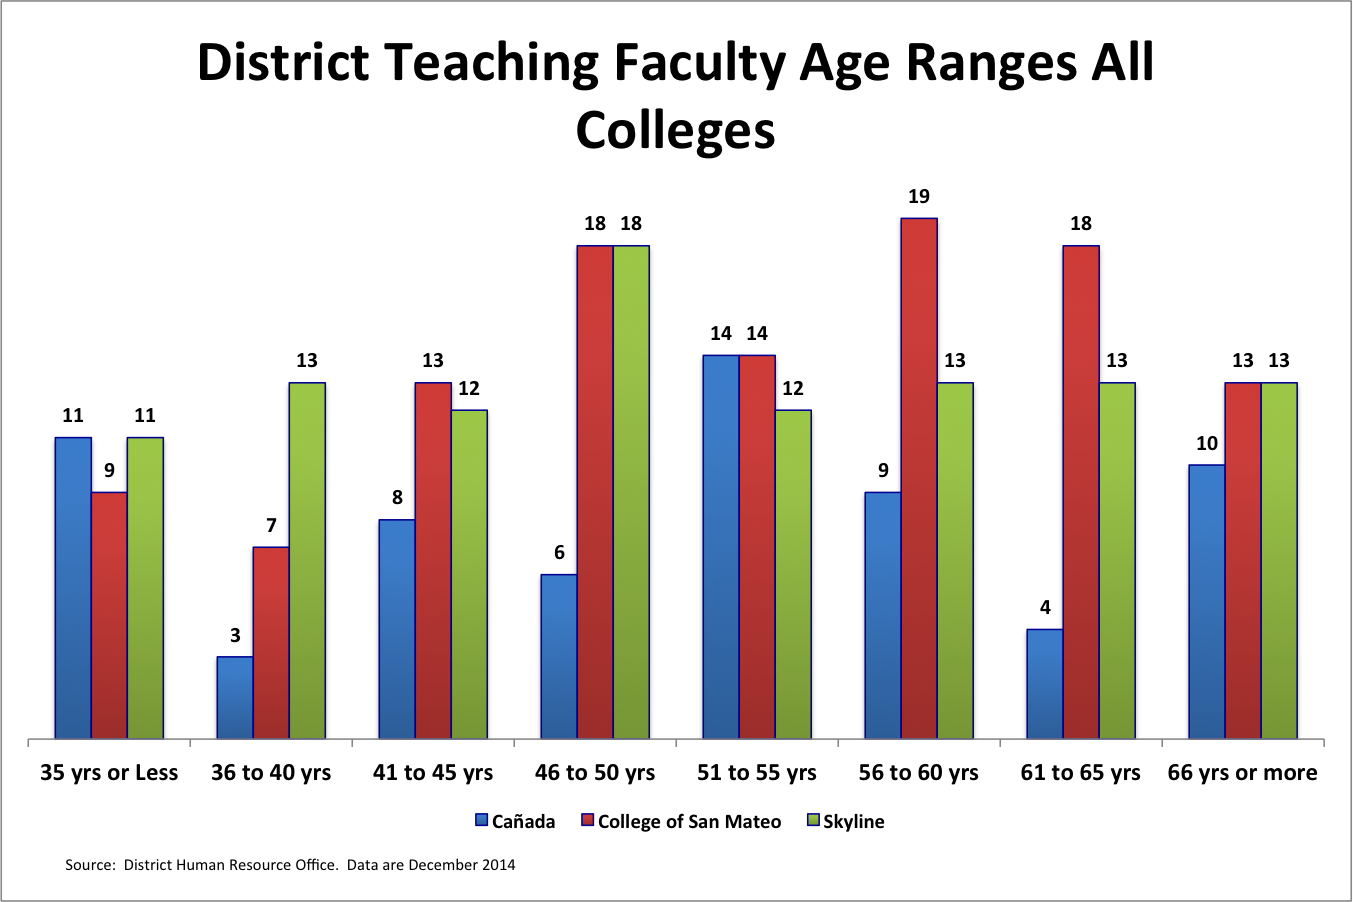 District Teaching Faculty Age Ranges All
Colleges
19
18 18 18
14 14
13 13 13 13 13 13
12 12
11 11
10
9 9
8
7
6
4
3
35 yrs or Less 36 to 40 yrs 41 to 45 yrs 46 to 50 yrs 51 to 55 yrs 56 to 60 yrs 61 to 65 yrs 66 yrs or more
Cañada College of San Mateo Skyline
Source: District Human Resource Office. Data are December 2014